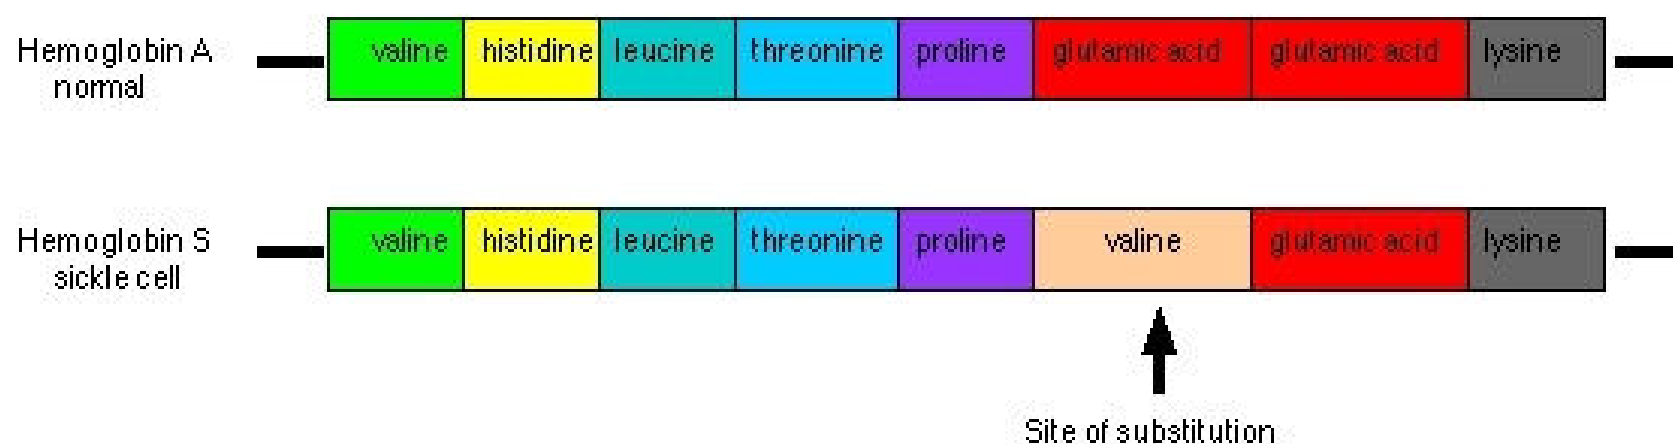 Hemoglobin A
normal
valine histidine leucine threonine proline glutamic acid glutamic acid lysine
Hemoglobin S
sickle cell
valine histidine leucine threonine proline valine glutamic acid lysine
Site of substitution